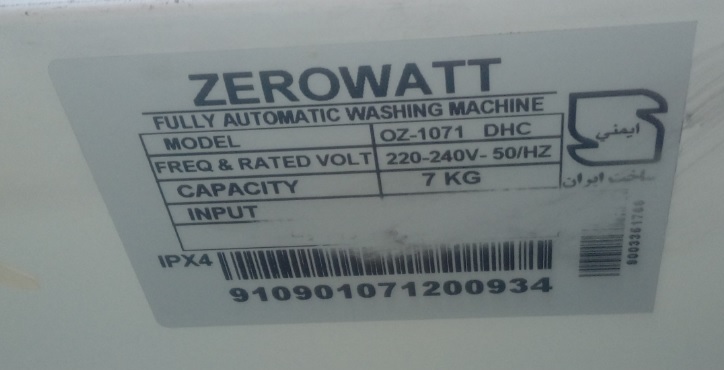 ZEROWATT
FULLY AUTOMATIC WASHING MACHINE
MODEL OZ-1071 DHC
FREQ & RATED VOLT 220-240V- 50/HZ
CAPACITY 7 KG
INPUT
IPX4
910901071200934
ایمنی
ساخت ایران